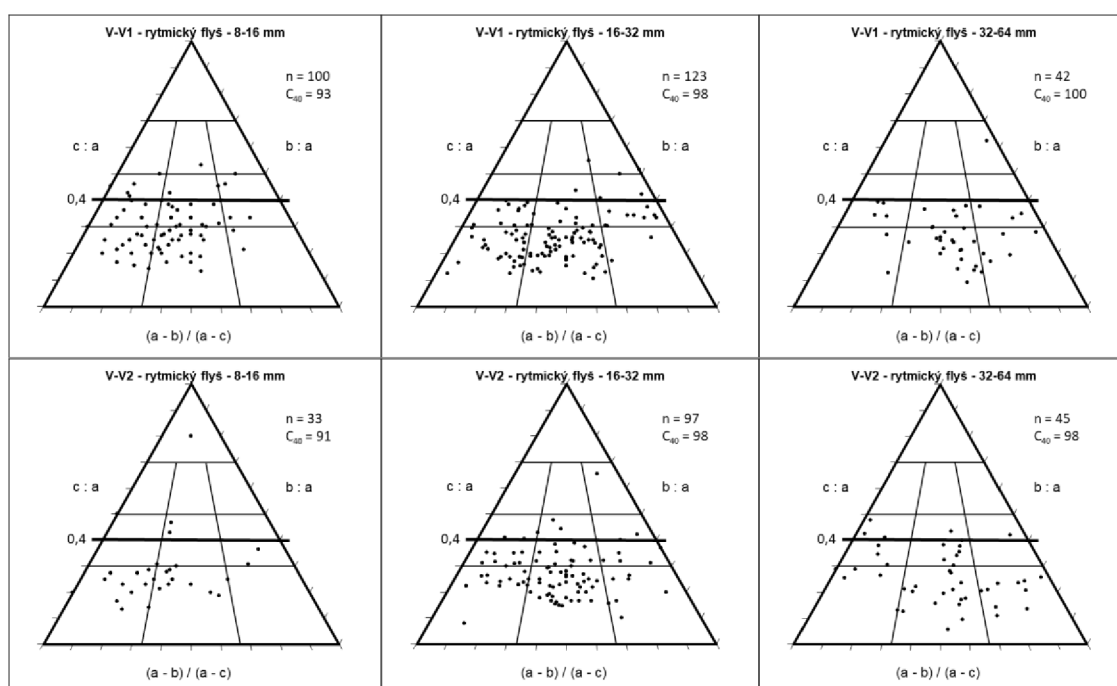 V-V1 - rytmický flyš - 8-16 mm
n = 100
C₄₀ = 93
c : a
b : a
0,4
(a - b) / (a - c)
V-V1 - rytmický flyš - 16-32 mm
n = 123
C₄₀ = 98
c : a
b : a
0,4
(a - b) / (a - c)
V-V1 - rytmický flyš - 32-64 mm
n = 42
C₄₀ = 100
c : a
b : a
0,4
(a - b) / (a - c)
V-V2 - rytmický flyš - 8-16 mm
n = 33
C₄₀ = 91
c : a
b : a
0,4
(a - b) / (a - c)
V-V2 - rytmický flyš - 16-32 mm
n = 97
C₄₀ = 98
c : a
b : a
0,4
(a - b) / (a - c)
V-V2 - rytmický flyš - 32-64 mm
n = 45
C₄₀ = 98
c : a
b : a
0,4
(a - b) / (a - c)